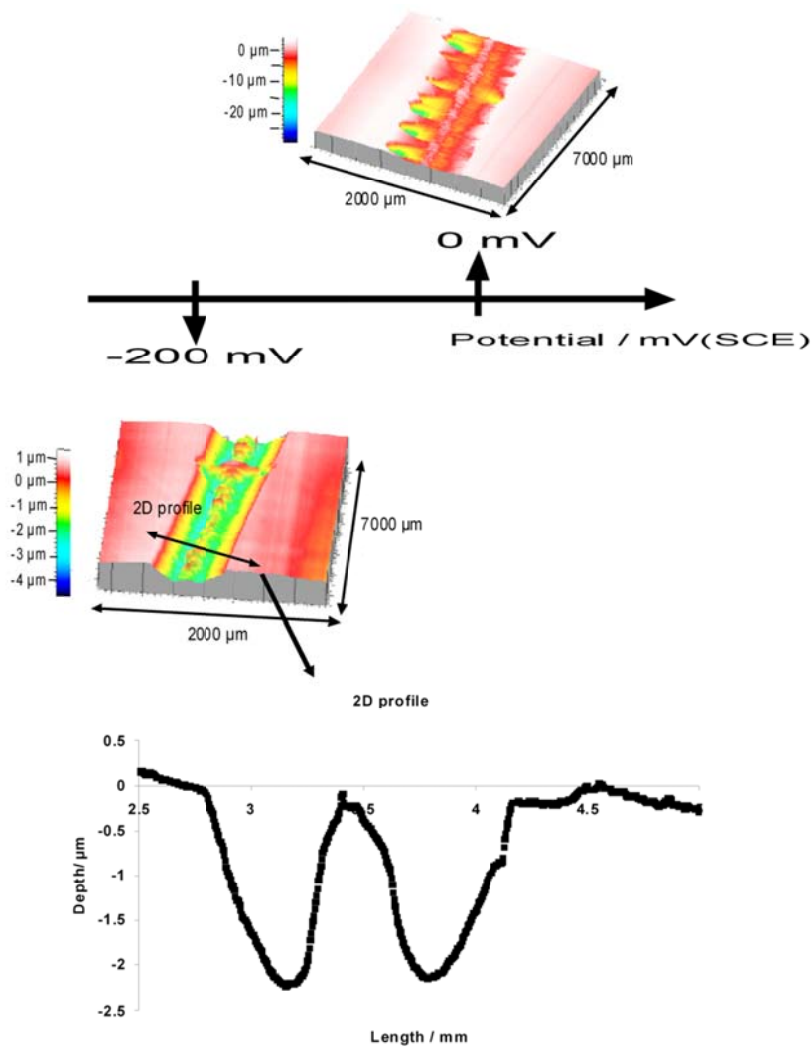 0 µm
-10 µm
-20 µm
7000 µm
2000 µm
0 mV
-200 mV
Potential / mV(SCE)
1 µm
0 µm
-1 µm
-2 µm
-3 µm
-4 µm
2D profile
7000 µm
2000 µm
2D profile
0.5
0
2.5 3 3.5 4 4.5
-0.5
-1
-1.5
-2
-2.5
Depth/ µm
Length / mm